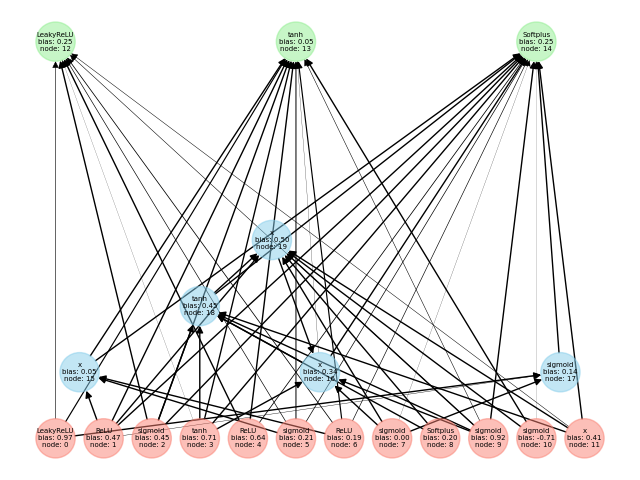 LeakyReLU
bias: 0.25
node: 12
tanh
bias: 0.05
node: 13
Softplus
bias: 0.25
node: 14
bias: 0.50
node: 19
tanh
bias: 0.45
node: 18
x
bias: 0.05
node: 15
x
bias: 0.34
node: 16
sigmoid
bias: 0.14
node: 17
LeakyReLU
bias: 0.97
node: 0
ReLU
bias: 0.47
node: 1
sigmoid
bias: 0.45
node: 2
tanh
bias: 0.71
node: 3
ReLU
bias: 0.64
node: 4
sigmoid
bias: 0.21
node: 5
ReLU
bias: 0.19
node: 6
sigmoid
bias: 0.00
node: 7
Softplus
bias: 0.20
node: 8
sigmoid
bias: 0.92
node: 9
sigmoid
bias: -0.71
node: 10
x
bias: 0.41
node: 11